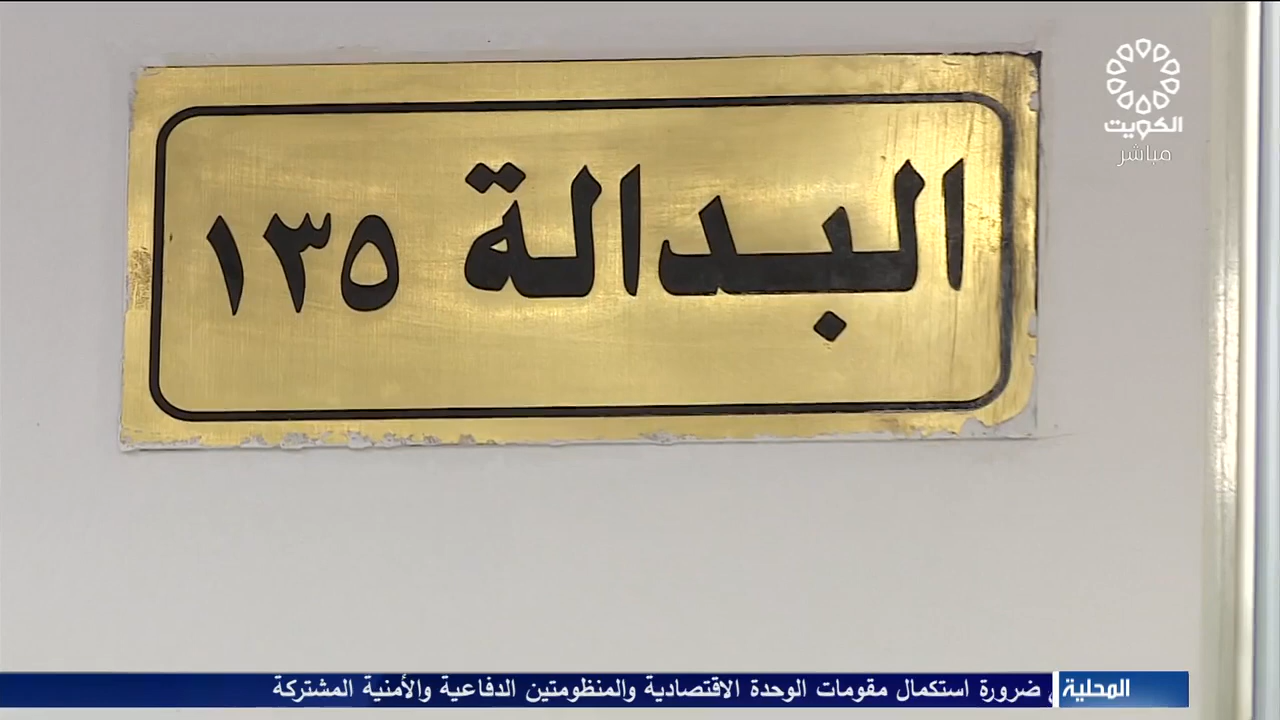 الكويت
مباشر
البدالة ١٣٥
المحلية
ضرورة استكمال مقومات الوحدة الاقتصادية والمنظومتين الدفاعية والأمنية المشتركة